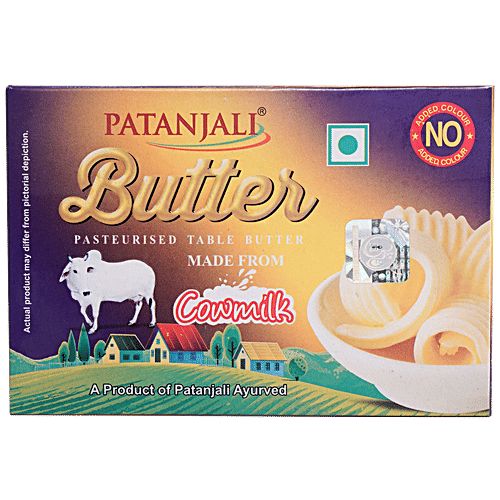 PATANJALI®
Butter
PASTEURISED TABLE BUTTER
MADE FROM
Cowmilk
A Product of Patanjali Ayurved
Actual product may differ from pictorial depiction.
ADDED COLOUR
NO
ADDED COLOUR